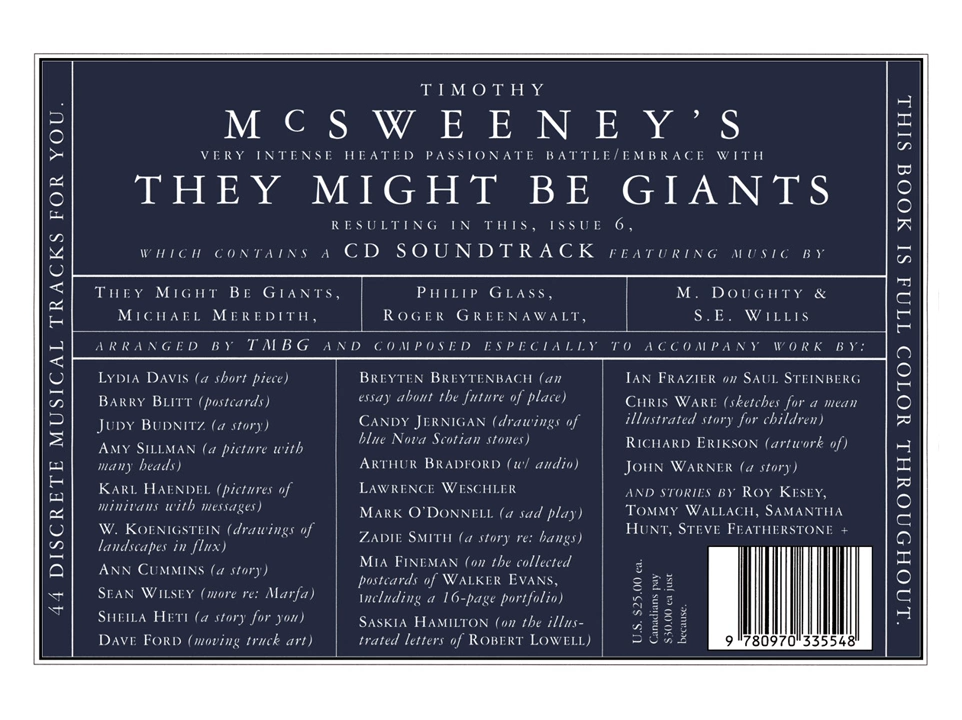 44 DISCRETE MUSICAL TRACKS FOR YOU.
TIMOTHY
McSWEENEY'S
VERY INTENSE HEATED PASSIONATE BATTLE/EMBRACE WITH
THEY MIGHT BE GIANTS
RESULTING IN THIS, ISSUE 6,
WHICH CONTAINS A CD SOUNDTRACK FEATURING MUSIC BY
THEY MIGHT BE GIANTS,
MICHAEL MEREDITH,
PHILIP GLASS,
ROGER GREENAWALT,
M. DOUGHTY &
S.E. WILLIS
ARRANGED BY TMBG AND COMPOSED ESPECIALLY TO ACCOMPANY WORK BY:
LYDIA DAVIS (a short piece)
BARRY BLITT (postcards)
JUDY BUDNITZ (a story)
AMY SILLMAN (a picture with
many heads)
KARL HAENDEL (pictures of
minivans with messages)
W. KOENIGSTEIN (drawings of
landscapes in flux)
ANN CUMMINS (a story)
SEAN WILSEY (more re: Marfa)
SHEILA HETI (a story for you)
DAVE FORD (moving truck art)
BREYTEN BREYTENBACH (an
essay about the future of place)
CANDY JERNIGAN (drawings of
blue Nova Scotian stones)
ARTHUR BRADFORD (w/ audio)
LAWRENCE WESCHLER
MARK O'DONNELL (a sad play)
ZADIE SMITH (a story re: bangs)
MIA FINEMAN (on the collected
postcards of WALKER EVANS,
including a 16-page portfolio)
SASKIA HAMILTON (on the illus-
trated letters of ROBERT LOWELL)
IAN FRAZIER on SAUL STEINBERG
CHRIS WARE (sketches for a mean
illustrated story for children)
RICHARD ERIKSON (artwork of)
JOHN WARNER (a story)
AND STORIES BY ROY KESEY,
TOMMY WALLACH, SAMANTHA
HUNT, STEVE FEATHERSTONE +
U.S. $25.00 ea.
Canadians pay
$30.00 ea just
because.
9 780970 335548
THIS BOOK IS FULL COLOR THROUGHOUT.